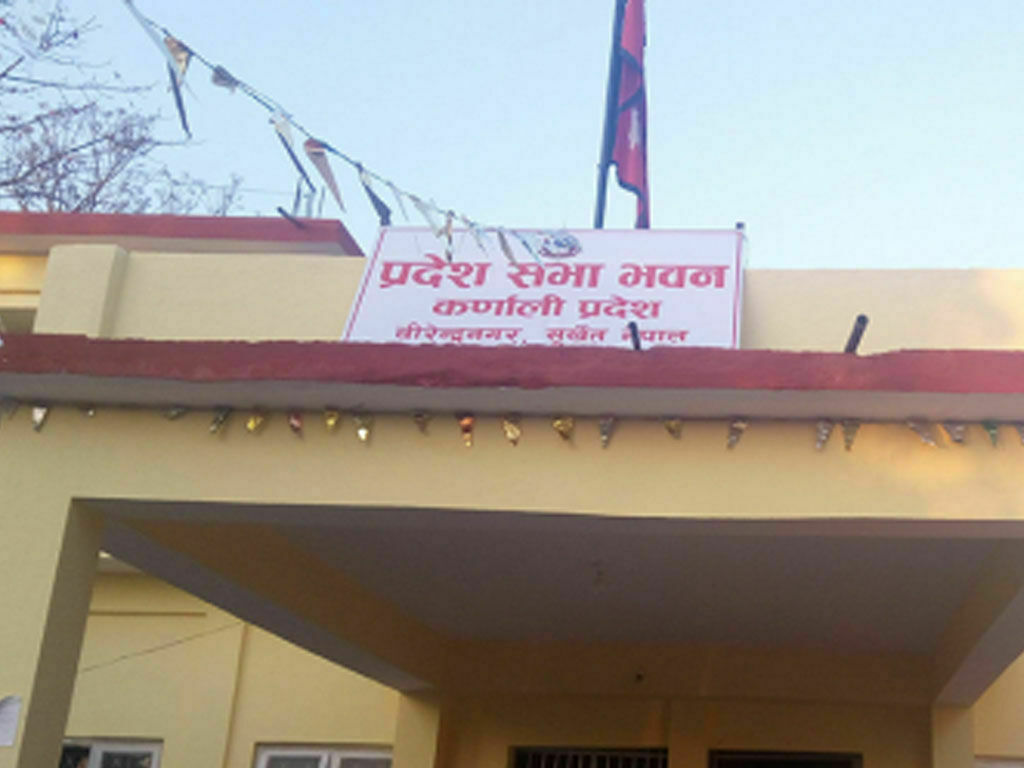 प्रदेश सभा भवन
कर्णाली प्रदेश
वीरेन्द्रनगर, सुर्खेत नेपाल